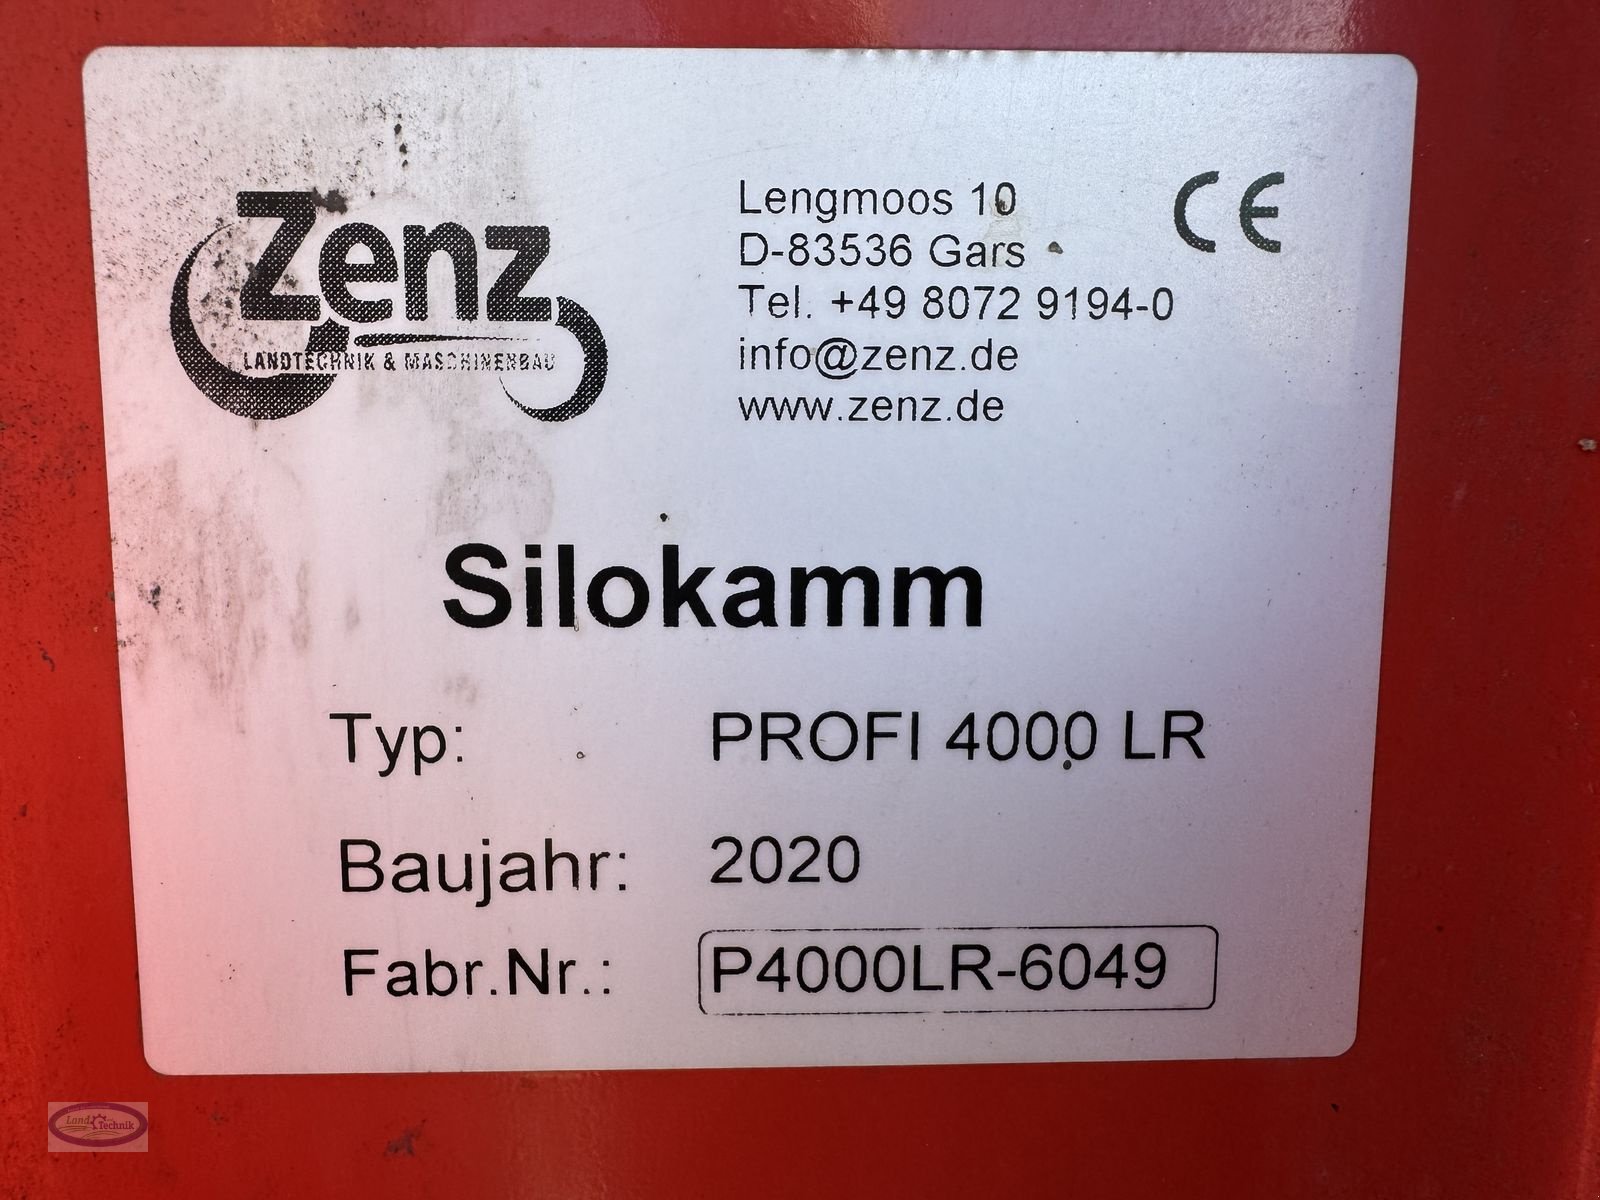 Zenz
LANDTECHNIK & MASCHINENBAU
Lengmoos 10
D-83536 Gars
Tel. +49 8072 9194-0
info@zenz.de
www.zenz.de
CE
Silokamm
Typ: PROFI 4000 LR
Baujahr: 2020
Fabr.Nr.: P4000LR-6049
Land Technik